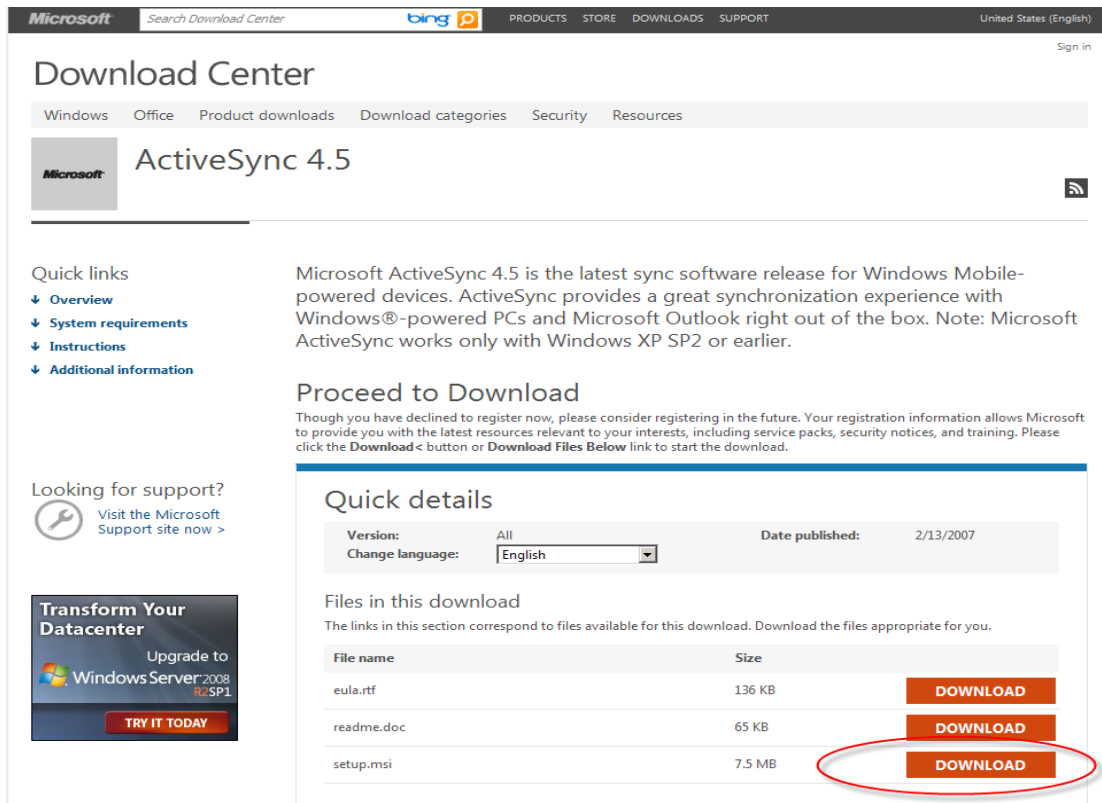 Microsoft Search Download Center bing PRODUCTS STORE DOWNLOADS SUPPORT United States (English)
Sign in
Download Center
Windows Office Product downloads Download categories Security Resources
Microsoft
ActiveSync 4.5
Quick links
Overview
System requirements
Instructions
Additional information
Microsoft ActiveSync 4.5 is the latest sync software release for Windows Mobile-
powered devices. ActiveSync provides a great synchronization experience with
Windows®-powered PCs and Microsoft Outlook right out of the box. Note: Microsoft
ActiveSync works only with Windows XP SP2 or earlier.
Proceed to Download
Though you have declined to register now, please consider registering in the future. Your registration information allows Microsoft
to provide you with the latest resources relevant to your interests, including service packs, security notices, and training. Please
click the Download< button or Download Files Below link to start the download.
Looking for support?
Visit the Microsoft
Support site now >
Quick details
Version: All Date published: 2/13/2007
Change language: English
Files in this download
The links in this section correspond to files available for this download. Download the files appropriate for you.
File name Size
eula.rtf 136 KB DOWNLOAD
readme.doc 65 KB DOWNLOAD
setup.msi 7.5 MB DOWNLOAD
Transform Your
Datacenter
Upgrade to
Windows Server 2008
R2SP1
TRY IT TODAY